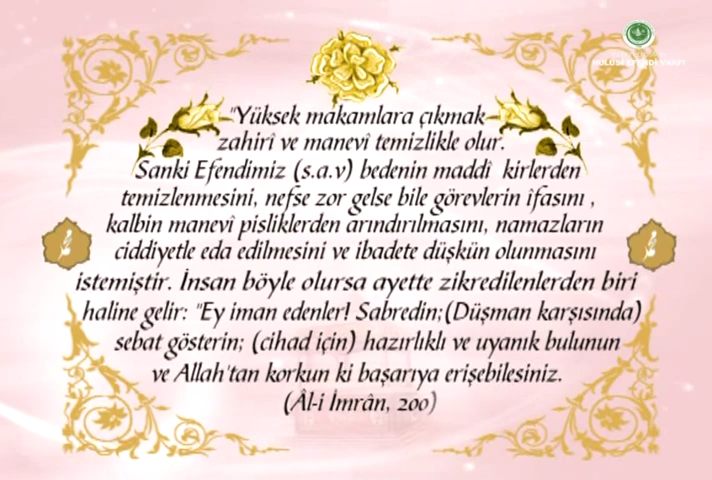 HULÛSİ EFENDİ VAKFI
"Yüksek makamlara çıkmak
zahirî ve manevî temizlikle olur.
Sanki Efendimiz (s.a.v) bedenin maddî kirlerden
temizlenmesini, nefse zor gelse bile görevlerin îfasını ,
kalbin manevî pisliklerden arındırılmasını, namazların
ciddiyetle eda edilmesini ve ibadete düşkün olunmasını
istemiştir. İnsan böyle olursa ayette zikredilenlerden biri
haline gelir: "Ey iman edenler! Sabredin;(Düşman karşısında)
sebat gösterin; (cihad için) hazırlıklı ve uyanık bulunun
ve Allah'tan korkun ki başarıya erişebilesiniz.
(Âl-i İmrân, 200)